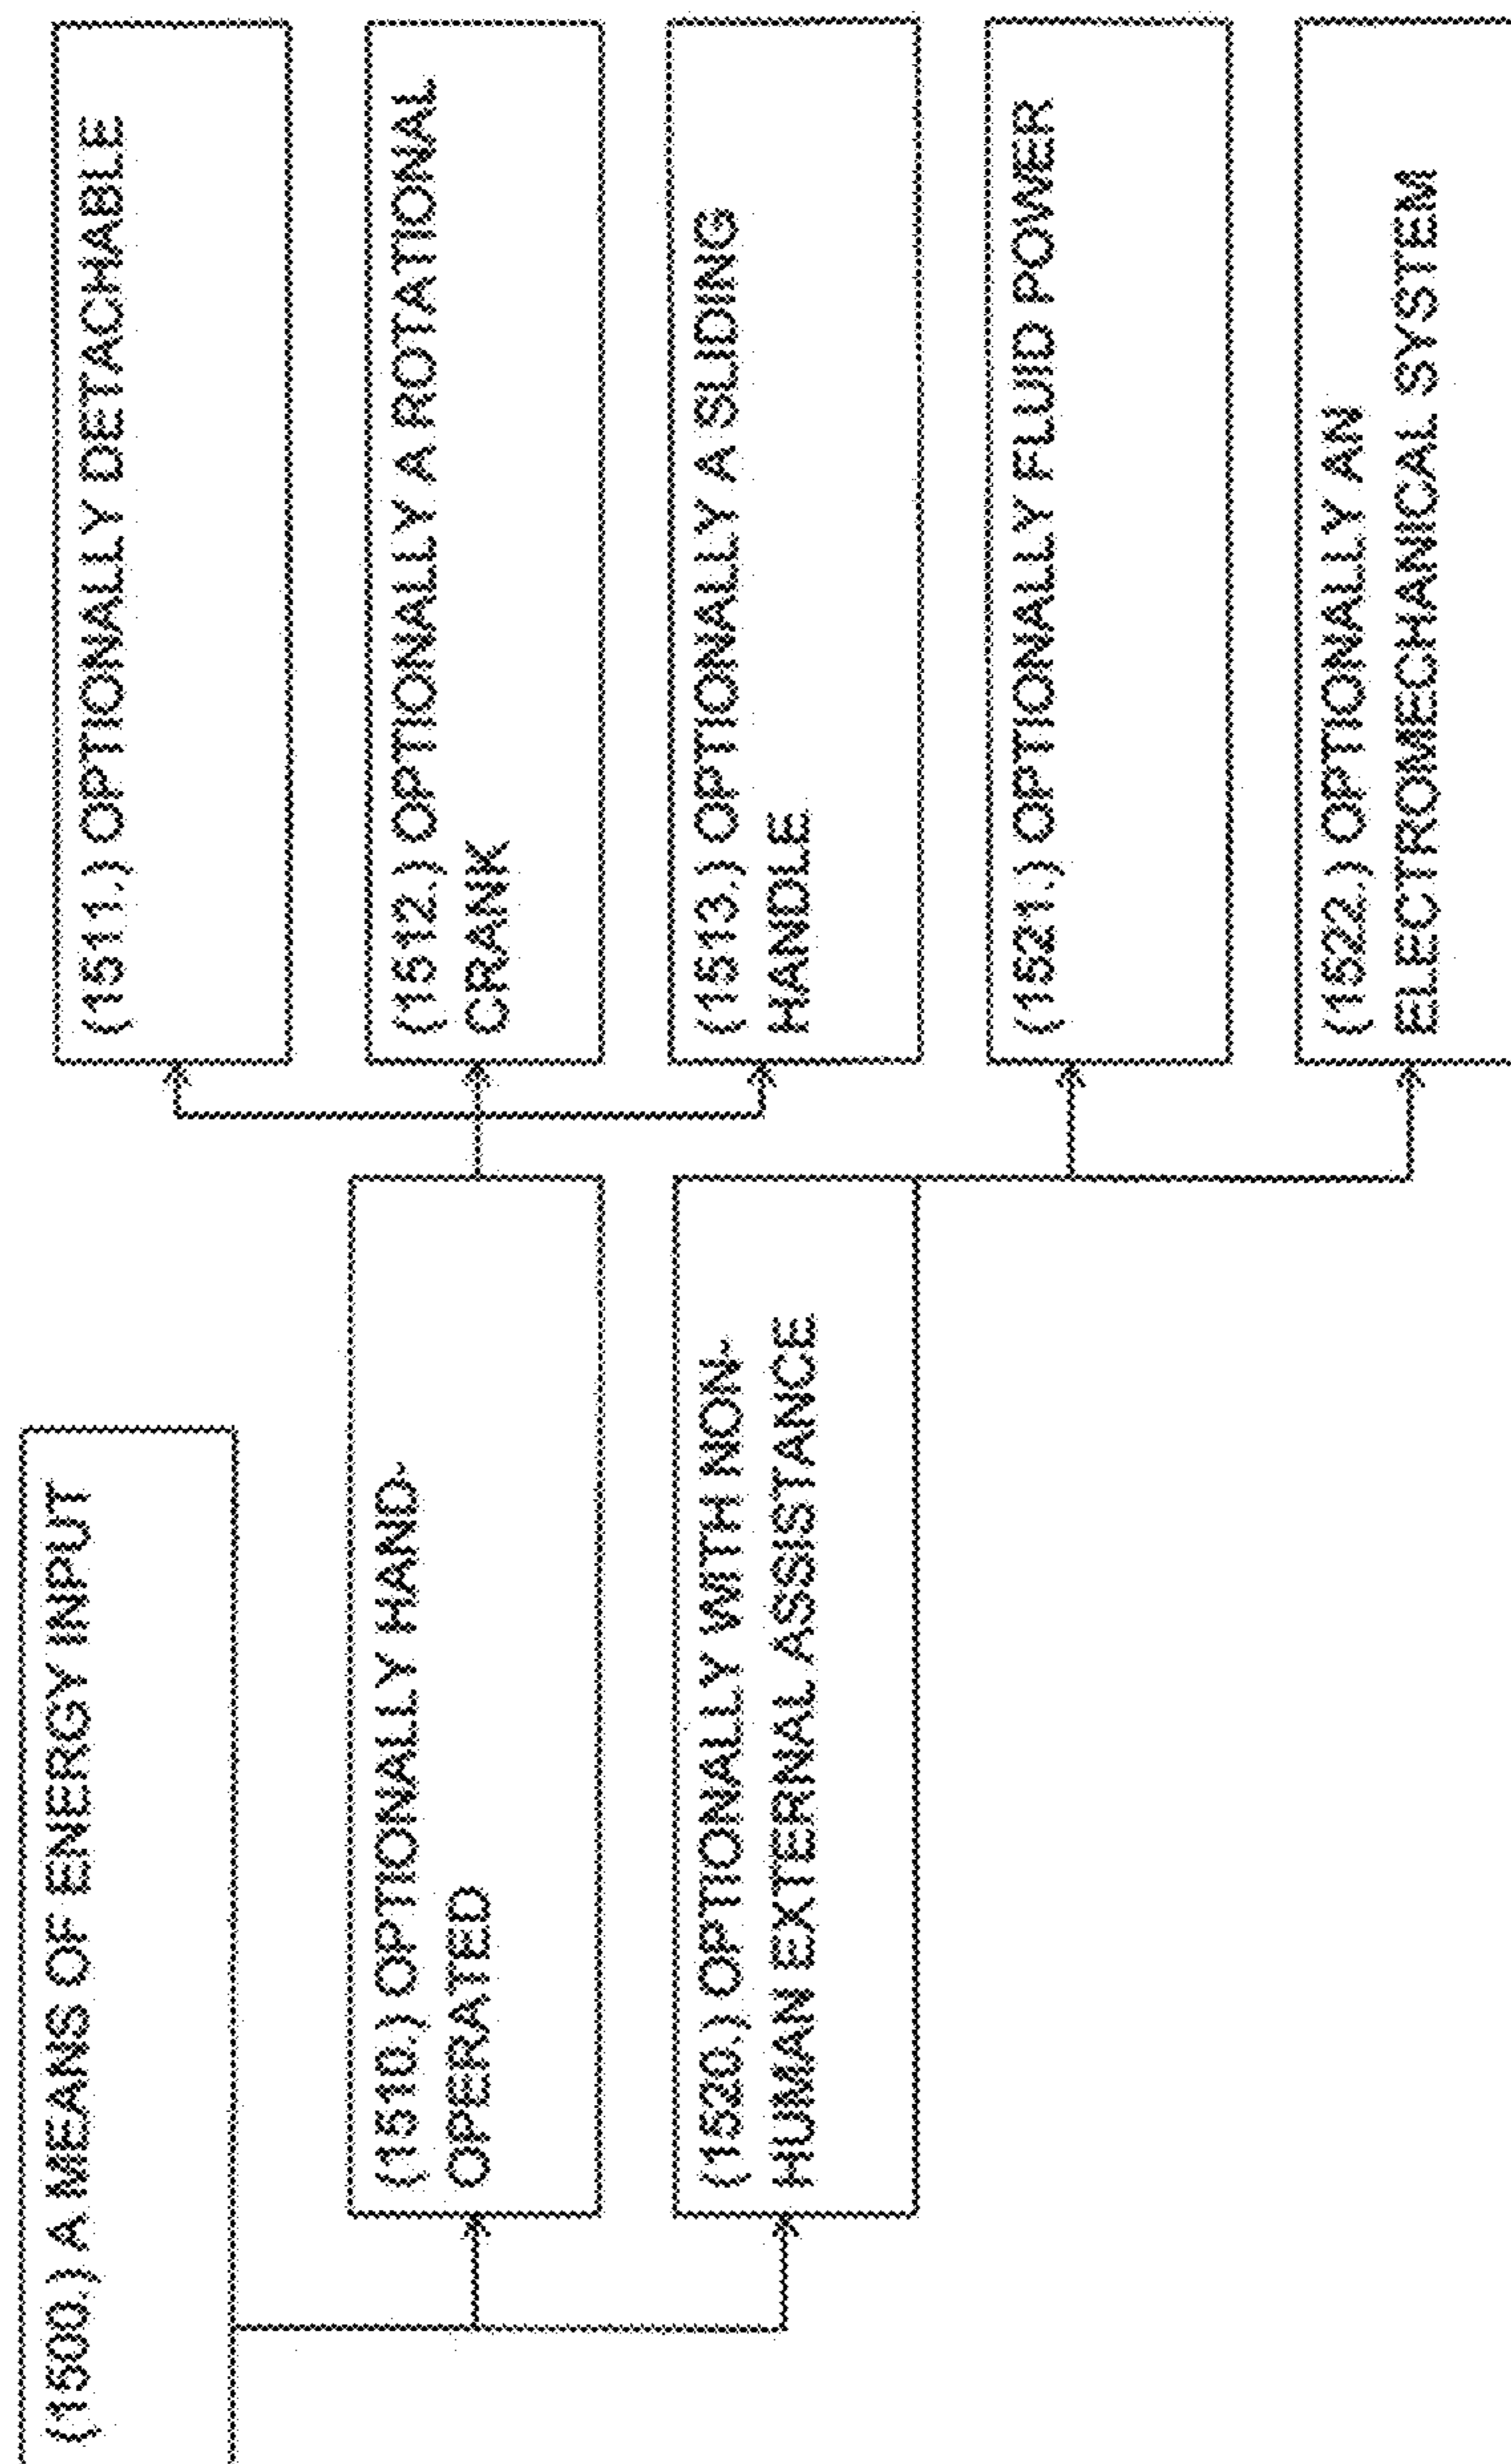 (1500.) A MEANS OF ENERGY INPUT
(1510.) OPTIONALLY HAND-
OPERATED
(1520.) OPTIONALLY WITH NON-
HUMAN EXTERNAL ASSISTANCE
(1511.) OPTIONALLY DETACHABLE
(1512.) OPTIONALLY A ROTATIONAL
CRANK
(1513.) OPTIONALLY A SLIDING
HANDLE
(1521.) OPTIONALLY FLUID POWER
(1522.) OPTIONALLY AN
ELECTROMECHANICAL SYSTEM